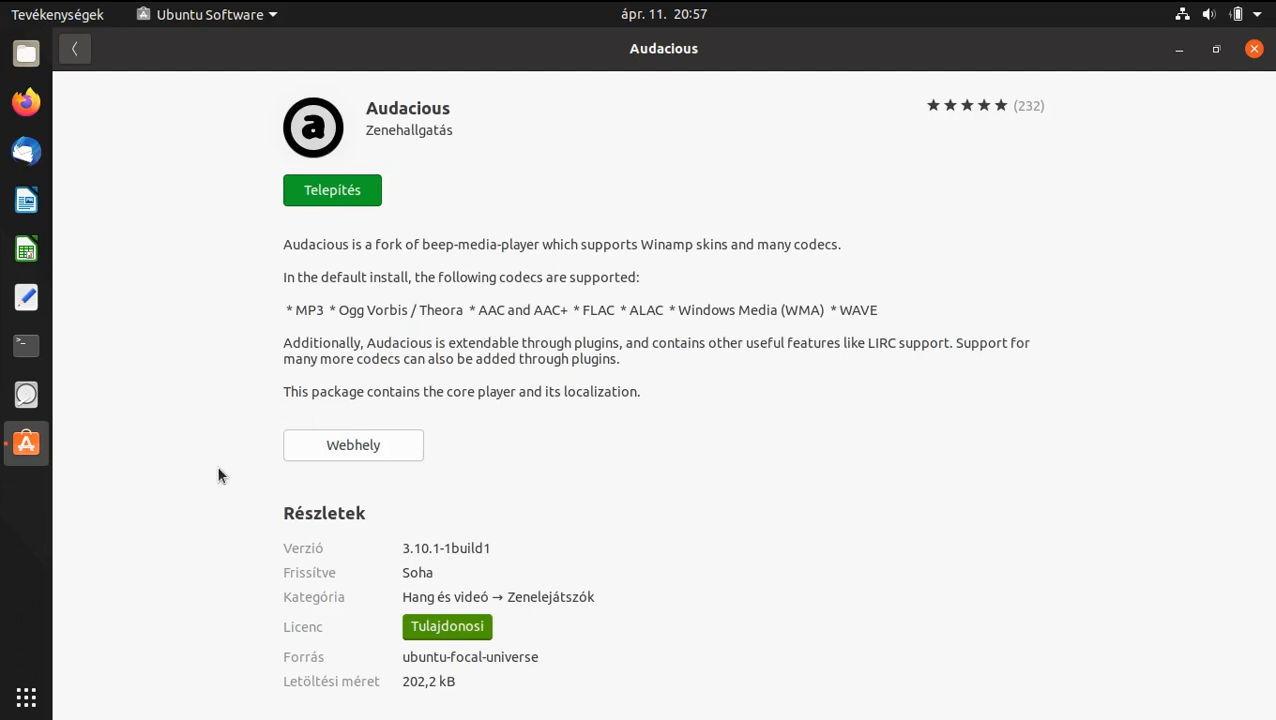 Tevékenységek
Ubuntu Software
ápr. 11. 20:57
Audacious
a
Audacious
Zenehallgatás
(232)
Telepítés
Audacious is a fork of beep-media-player which supports Winamp skins and many codecs.
In the default install, the following codecs are supported:
* MP3 * Ogg Vorbis / Theora * AAC and AAC+ * FLAC * ALAC * Windows Media (WMA) * WAVE
Additionally, Audacious is extendable through plugins, and contains other useful features like LIRC support. Support for
many more codecs can also be added through plugins.
This package contains the core player and its localization.
Webhely
Részletek
Verzió 3.10.1-1build1
Frissítve Soha
Kategória Hang és videó → Zenelejátszók
Licenc Tulajdonosi
Forrás ubuntu-focal-universe
Letöltési méret 202,2 kB